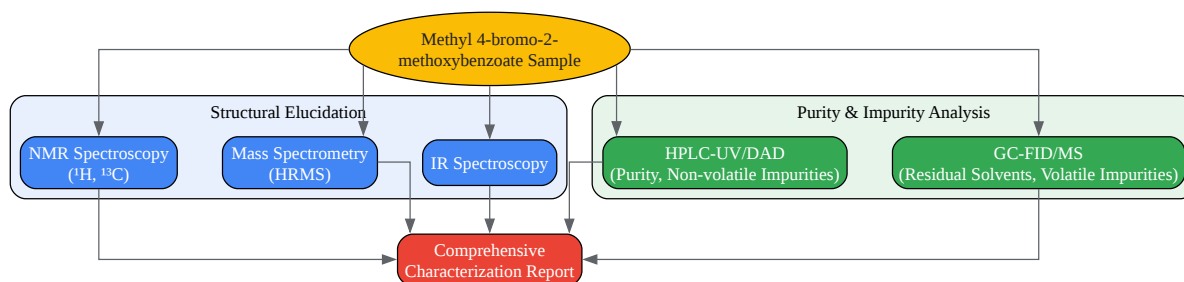 Methyl 4-bromo-2-
methoxybenzoate Sample
Structural Elucidation
Purity & Impurity Analysis
NMR Spectroscopy
(¹H, ¹³C)
Mass Spectrometry
(HRMS)
IR Spectroscopy
HPLC-UV/DAD
(Purity, Non-volatile Impurities)
GC-FID/MS
(Residual Solvents, Volatile Impurities)
Comprehensive
Characterization Report